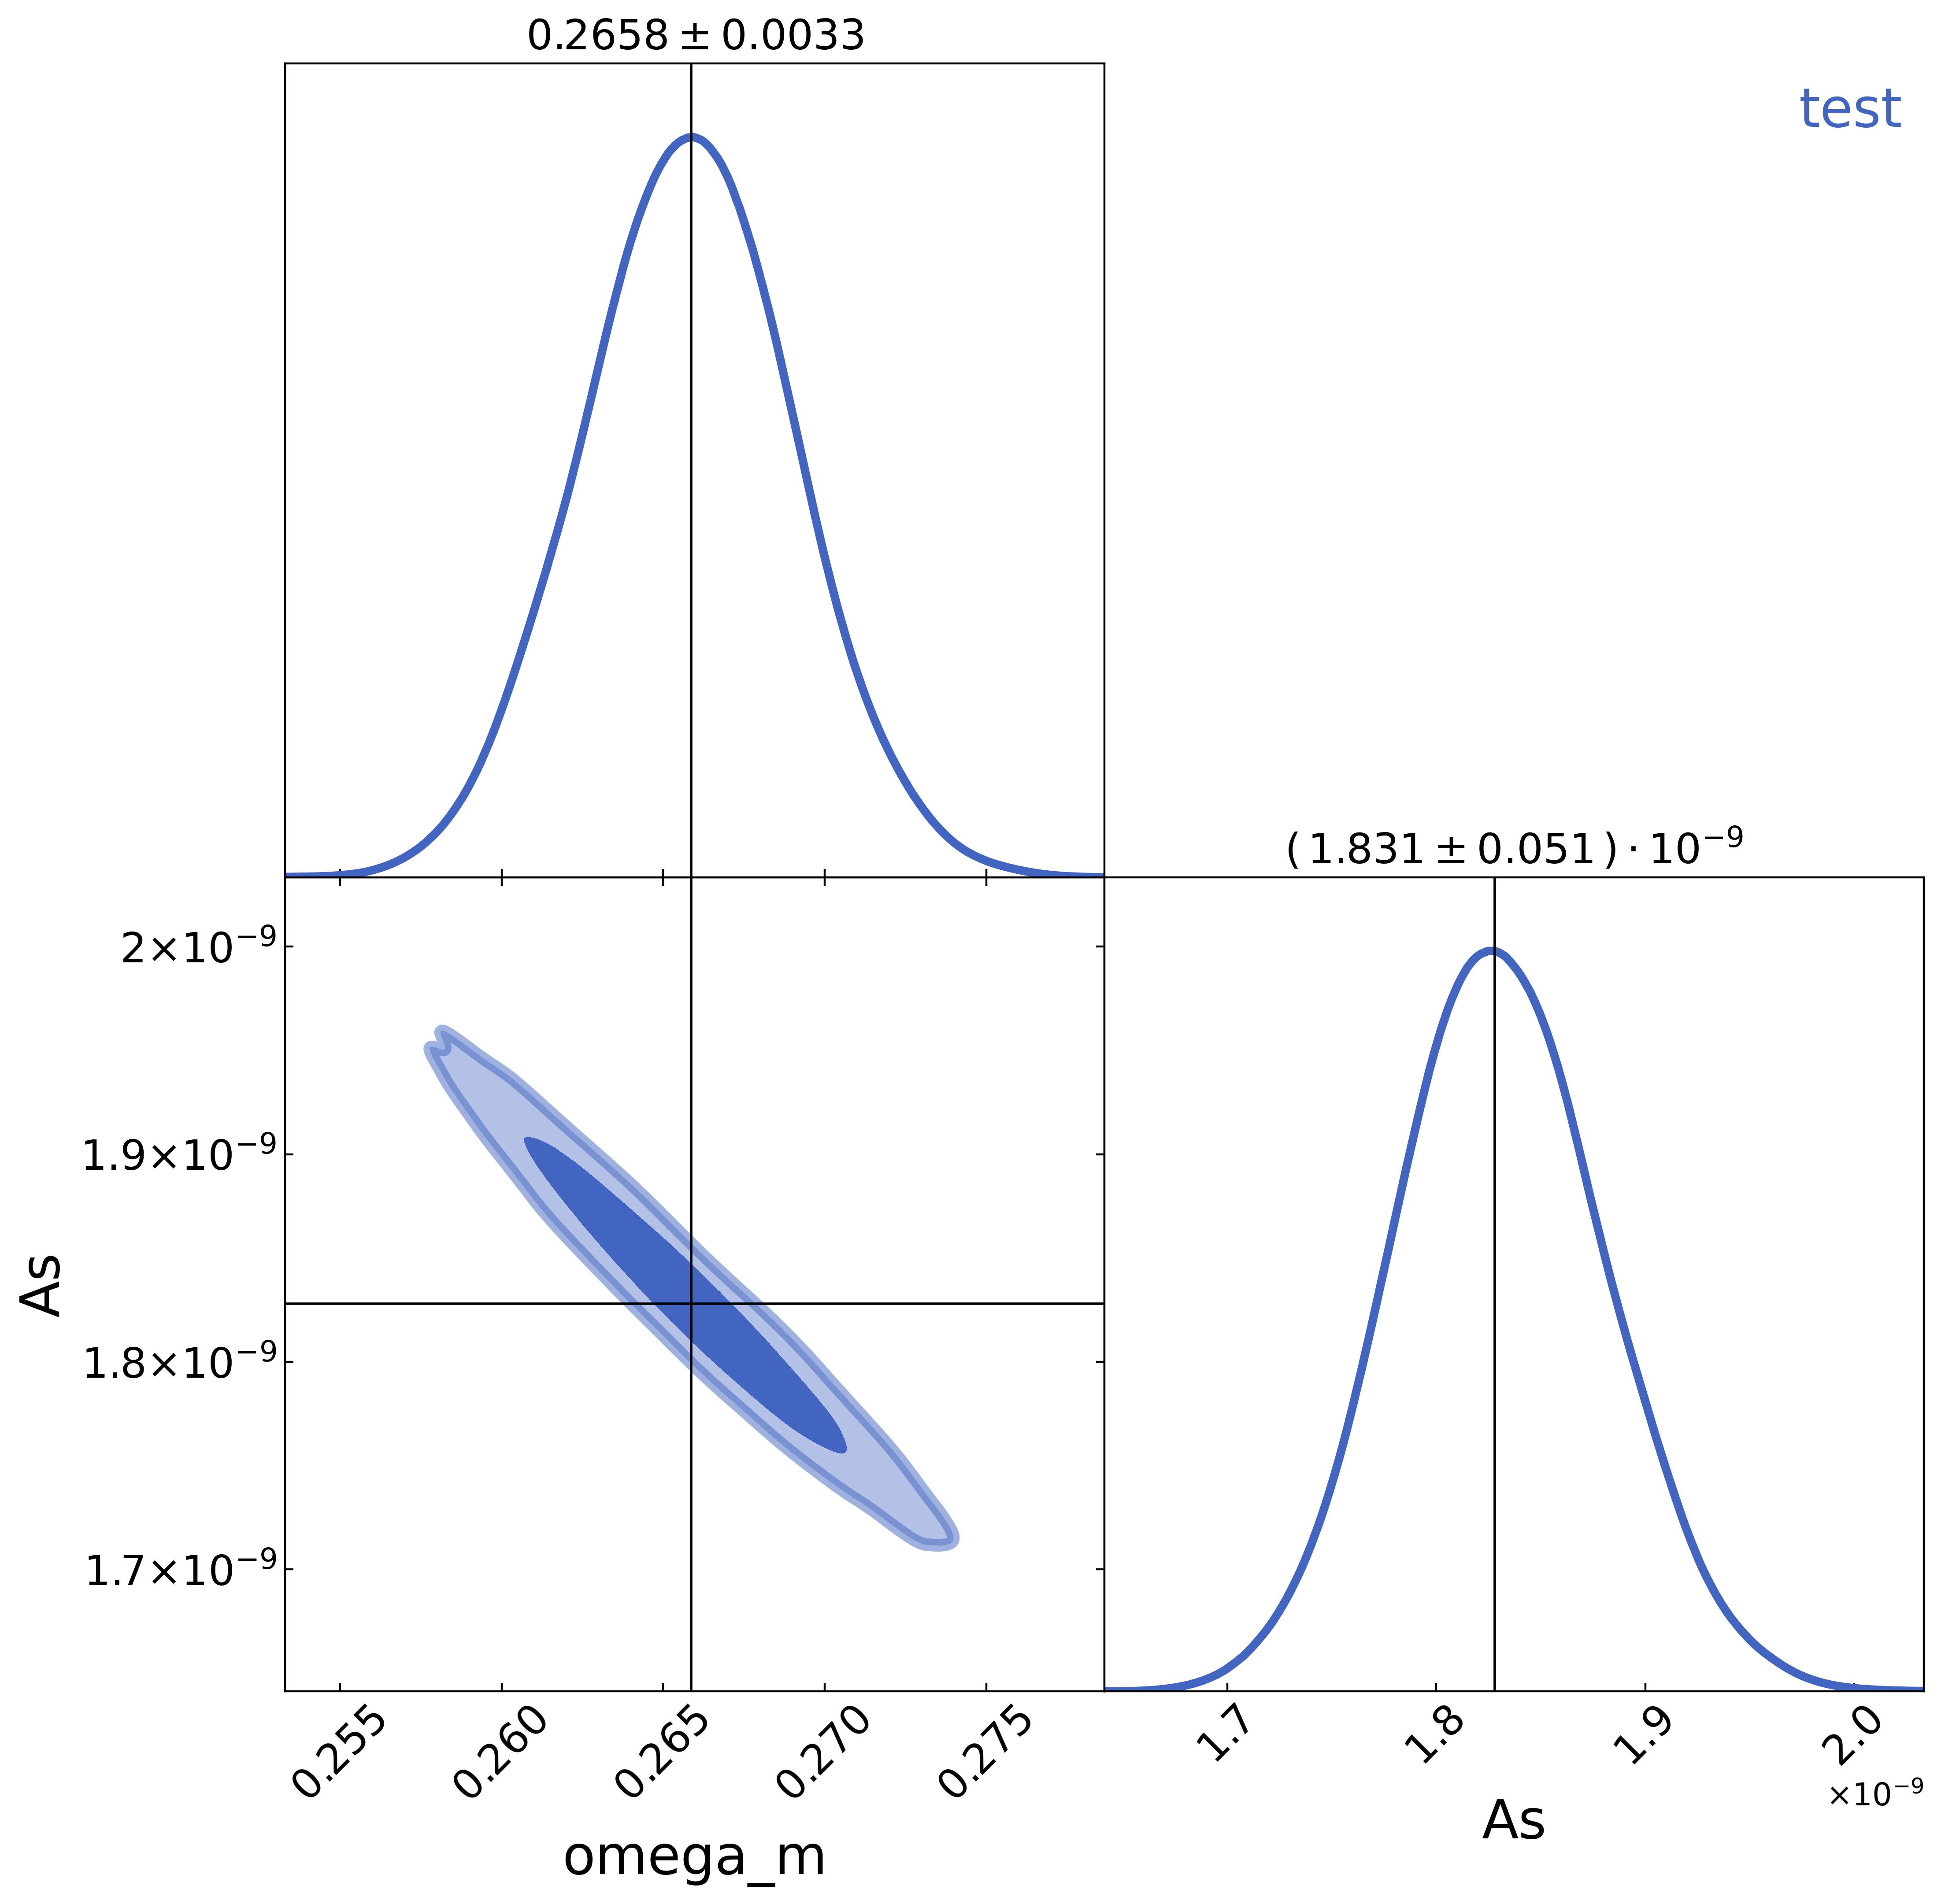 0.2658 ± 0.0033
test
( 1.831 ± 0.051 ) · 10⁻⁹
2×10⁻⁹
1.9×10⁻⁹
1.8×10⁻⁹
1.7×10⁻⁹
As
0.255
0.260
0.265
0.270
0.275
omega_m
1.7
1.8
1.9
2.0
×10⁻⁹
As